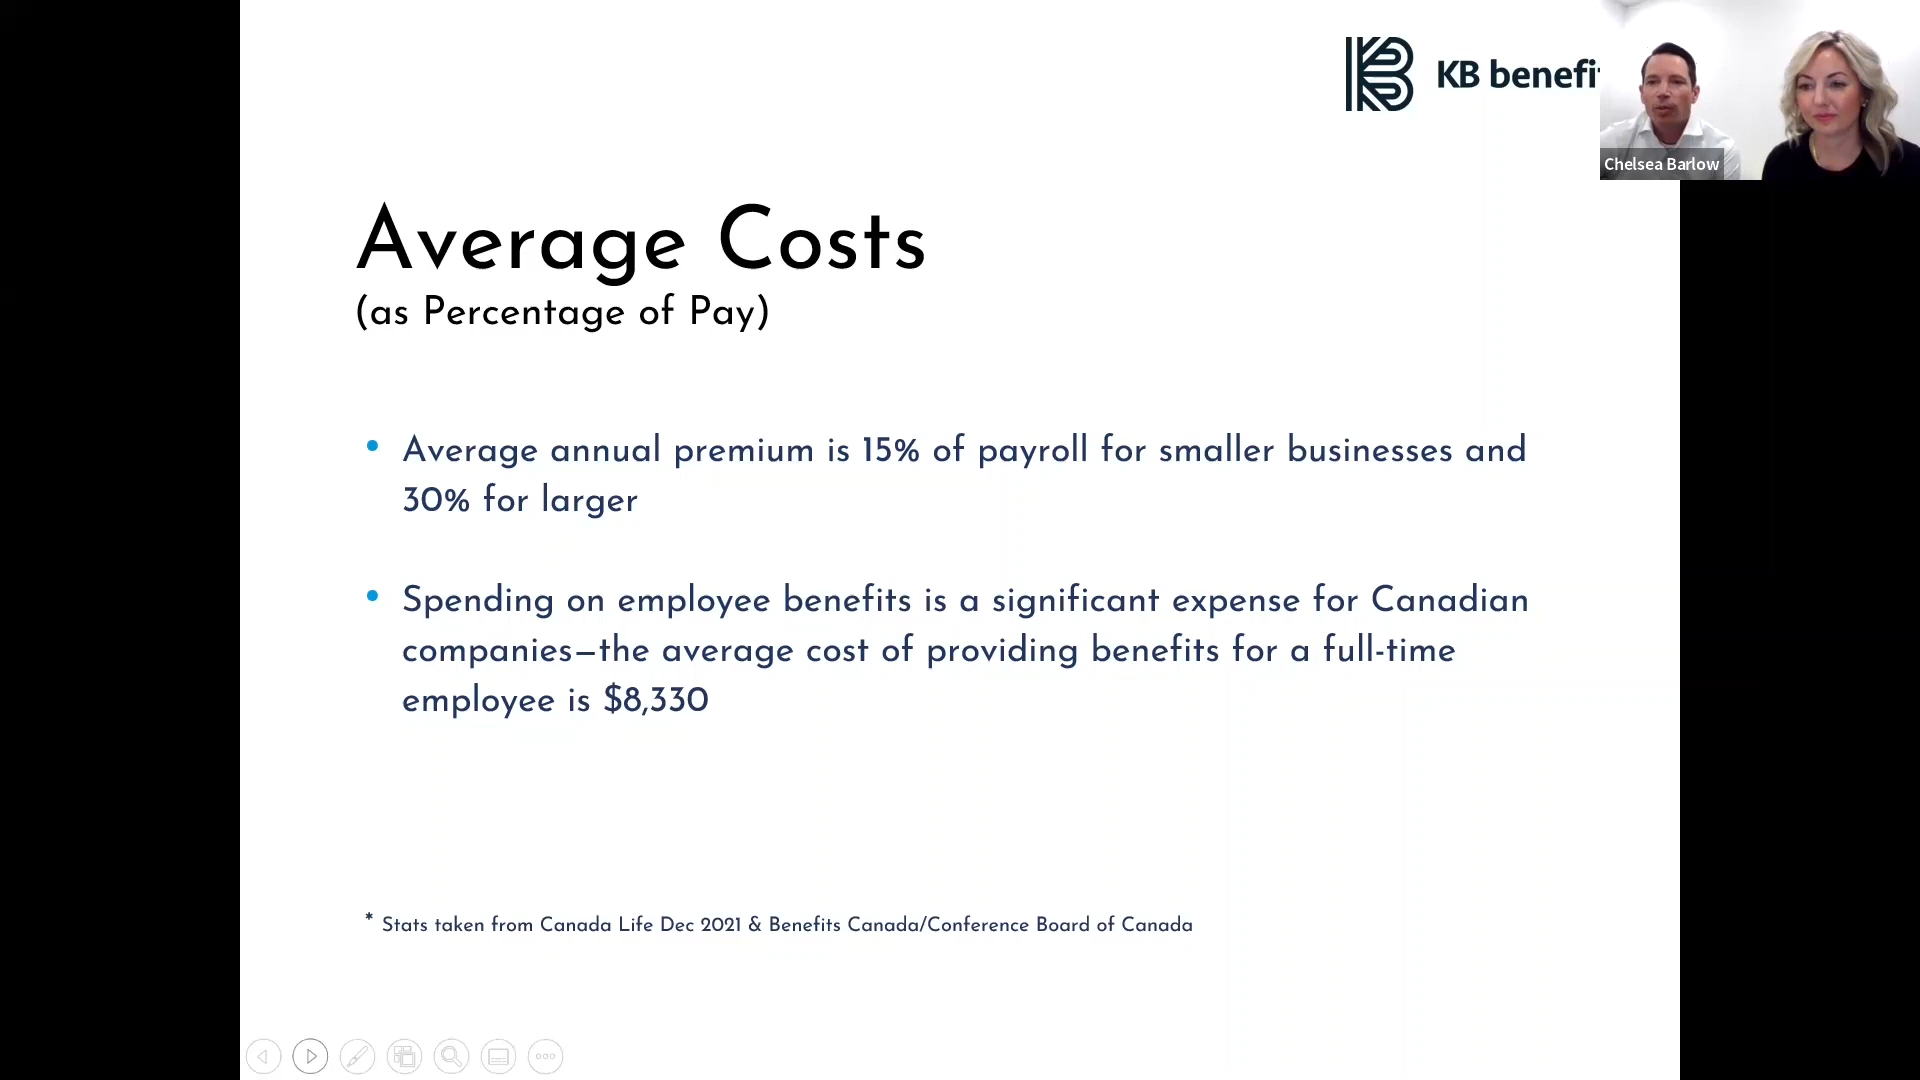 KB benefi
Chelsea Barlow
Average Costs
(as Percentage of Pay)
• Average annual premium is 15% of payroll for smaller businesses and
30% for larger
• Spending on employee benefits is a significant expense for Canadian
companies—the average cost of providing benefits for a full-time
employee is $8,330
* Stats taken from Canada Life Dec 2021 & Benefits Canada/Conference Board of Canada